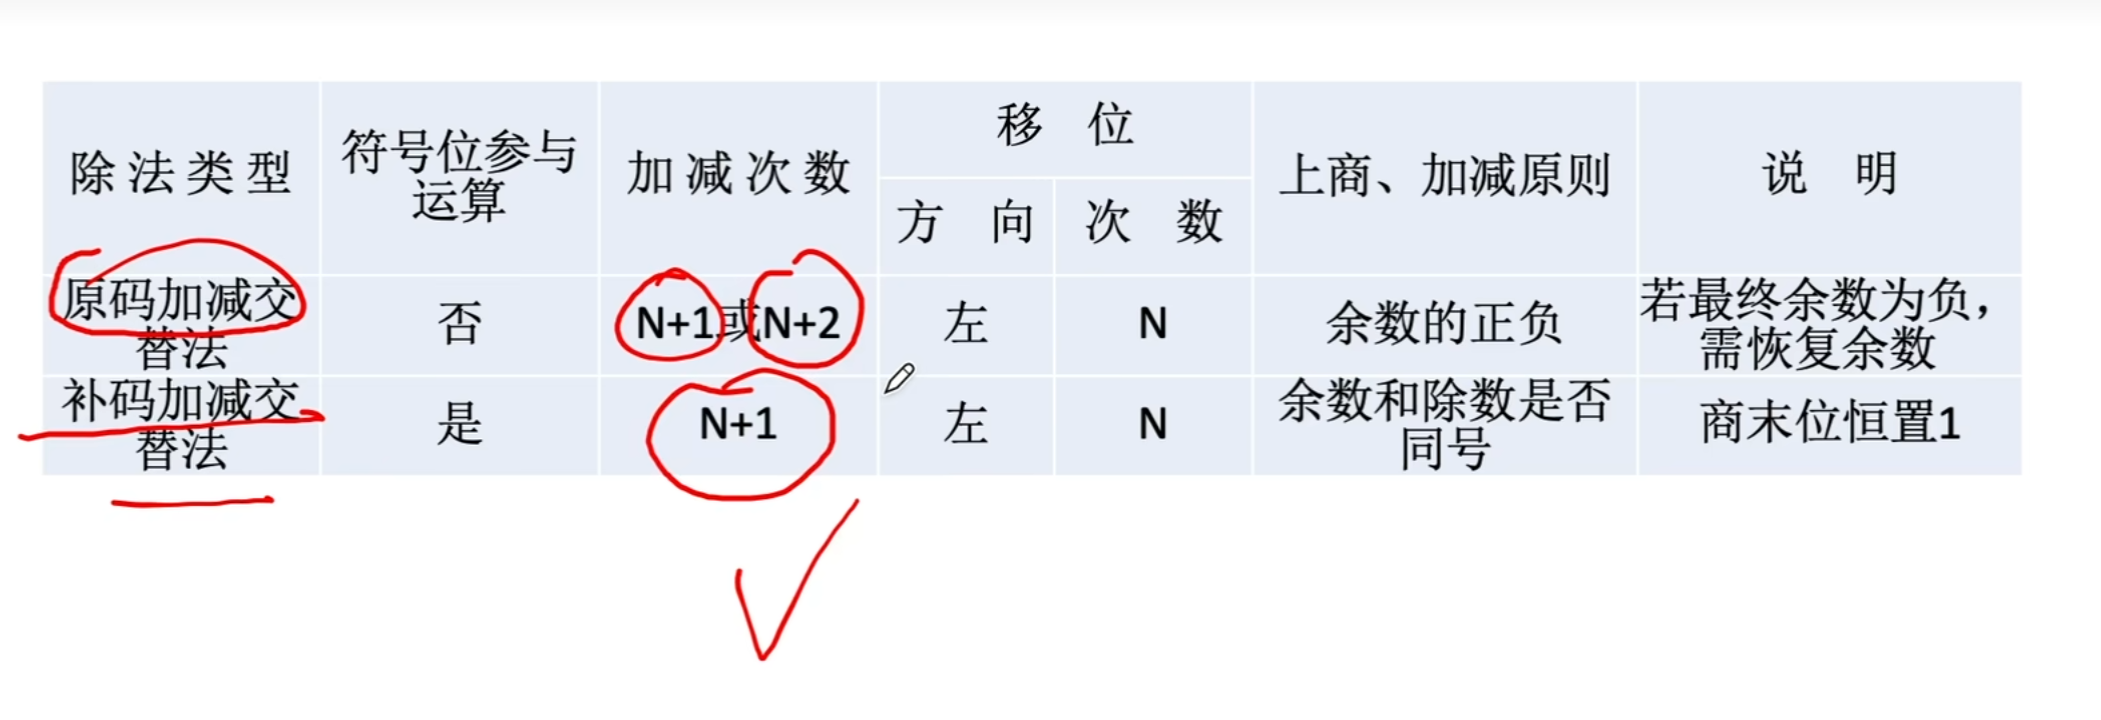 除法类型
符号位参与
运算
加减次数
移 位
方 向
次 数
上商、加减原则
说 明
原码加减交
替法
否
N+1或N+2
左
N
余数的正负
若最终余数为负，
需恢复余数
补码加减交
替法
是
N+1
左
N
余数和除数是否
同号
商末位恒置1